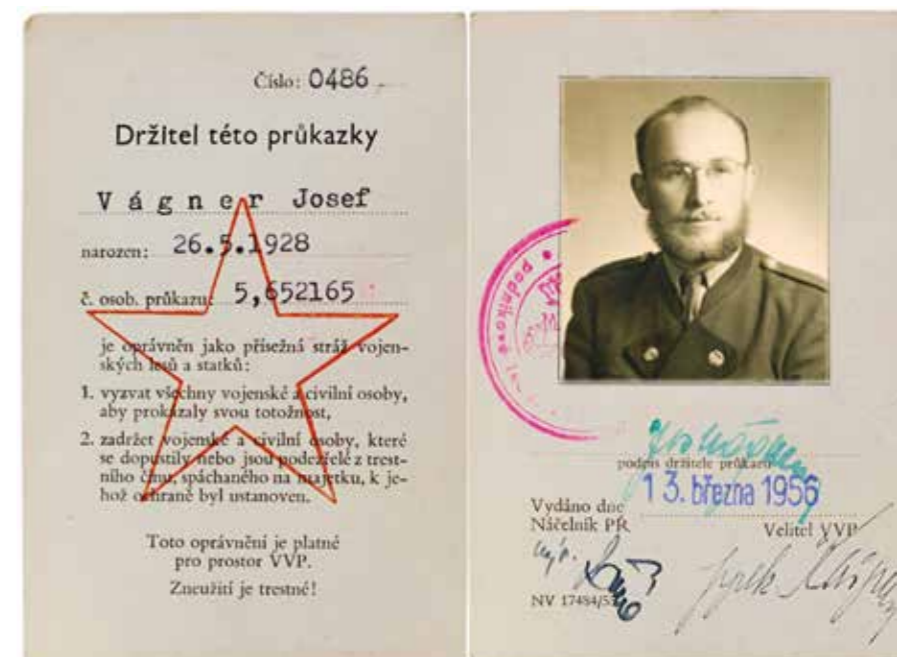 Číslo: 0486
Držitel této průkazky
Vágner Josef
narozen: 26.5.1928
č. osob. průkazu: 5,652165
je oprávněn jako přísežná stráž vojen-
ských lesů a statků:
1. vyzvat všechny vojenské a civilní osoby,
aby prokázaly svou totožnost,
2. zadržet vojenské a civilní osoby, které
se dopustily nebo jsou podezřelé z trest-
ního činu, spáchaného na majetku, k je-
hož ochraně byl ustanoven.
Toto oprávnění je platné
pro prostor VVP.
Zneužití je trestné!
podnikové
podpis držitele průkazu
13. března 1956
Vydáno dne
Náčelník PR
Velitel VVP
NV 17484/5